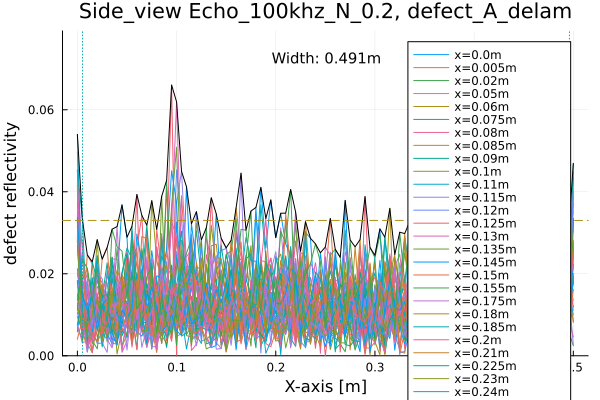 Side_view Echo_100khz_N_0.2, defect_A_delam
Width: 0.491m
defect reflectivity
0.06
0.04
0.02
0.00
0.0
0.1
0.2
0.3
.5
X-axis [m]
x=0.0m
x=0.005m
x=0.02m
x=0.05m
x=0.06m
x=0.075m
x=0.08m
x=0.085m
x=0.09m
x=0.1m
x=0.11m
x=0.115m
x=0.12m
x=0.125m
x=0.13m
x=0.135m
x=0.145m
x=0.15m
x=0.155m
x=0.175m
x=0.18m
x=0.185m
x=0.2m
x=0.21m
x=0.225m
x=0.23m
x=0.24m